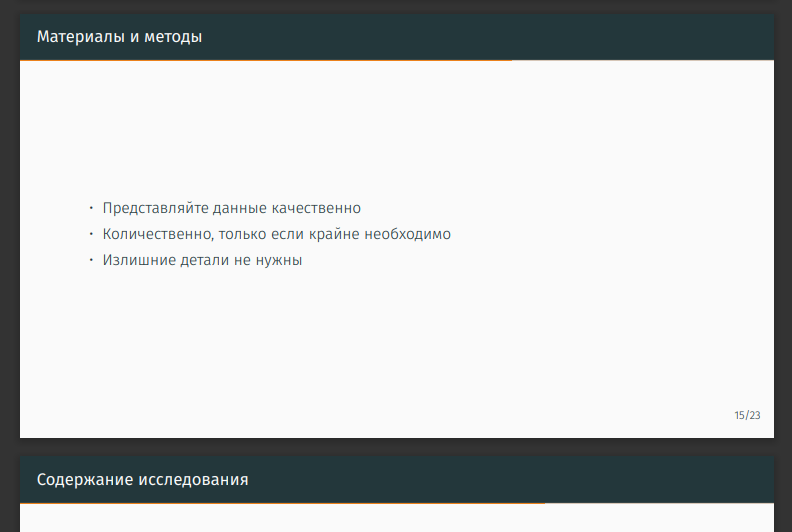 Материалы и методы
• Представляйте данные качественно
• Количественно, только если крайне необходимо
• Излишние детали не нужны
15/23
Содержание исследования